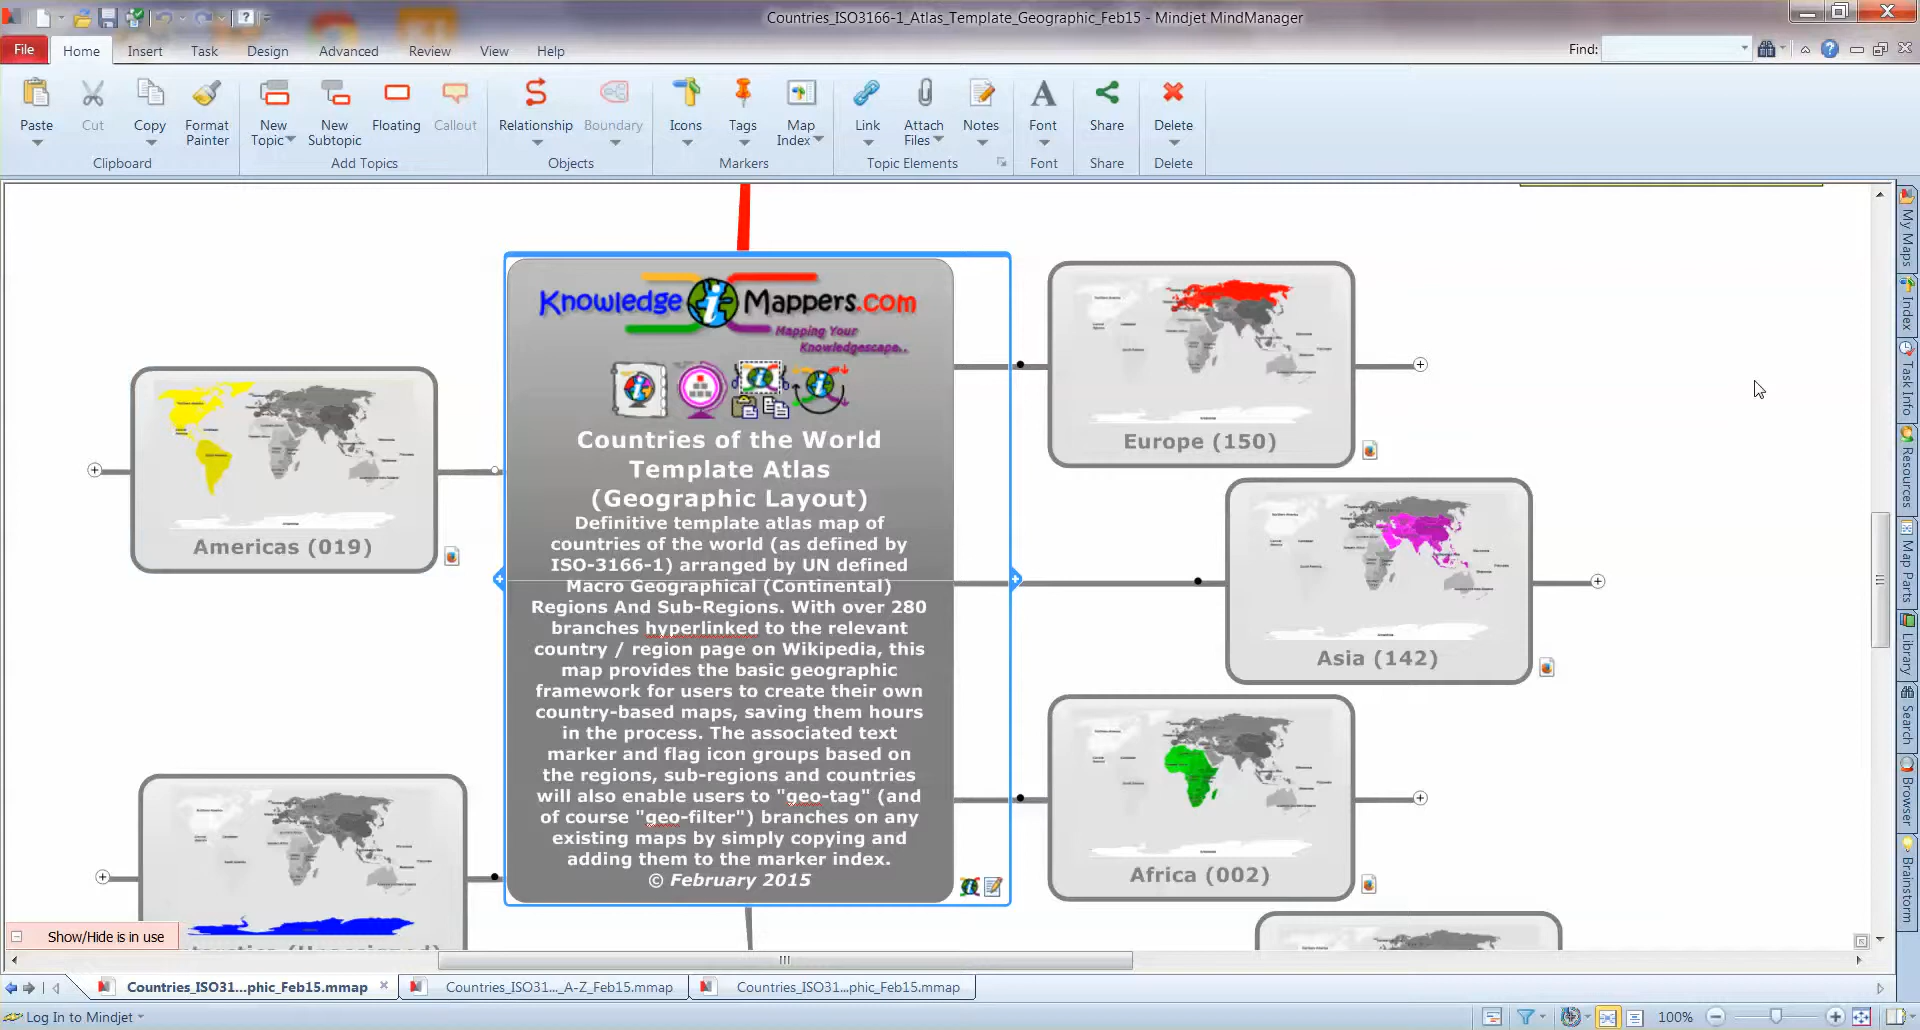 Countries_ISO3166-1_Atlas_Template_Geographic_Feb15 - Mindjet MindManager
File Home Insert Task Design Advanced Review View Help
Find:
Paste
Cut
Copy
Format Painter
Clipboard
New Topic
New Subtopic
Floating
Callout
Add Topics
Relationship
Boundary
Objects
Icons
Tags
Map Index
Markers
Link
Attach Files
Notes
Topic Elements
Font
Font
Share
Share
Delete
Delete
Knowledge Mappers.com
Mapping Your
Knowledgescape..
Countries of the World
Template Atlas
(Geographic Layout)
Definitive template atlas map of
countries of the world (as defined by
ISO-3166-1) arranged by UN defined
Macro Geographical (Continental)
Regions And Sub-Regions. With over 280
branches hyperlinked to the relevant
country / region page on Wikipedia, this
map provides the basic geographic
framework for users to create their own
country-based maps, saving them hours
in the process. The associated text
marker and flag icon groups based on
the regions, sub-regions and countries
will also enable users to "geo-tag" (and
of course "geo-filter") branches on any
existing maps by simply copying and
adding them to the marker index.
© February 2015
Americas (019)
Europe (150)
Asia (142)
Africa (002)
My Maps
Index
Task Info
Resources
Map Parts
Library
Search
Browser
Brainstorm
Show/Hide is in use
Countries_ISO31...phic_Feb15.mmap
Countries_ISO31..._A-Z_Feb15.mmap
Countries_ISO31...phic_Feb15.mmap
Log In to Mindjet
100%